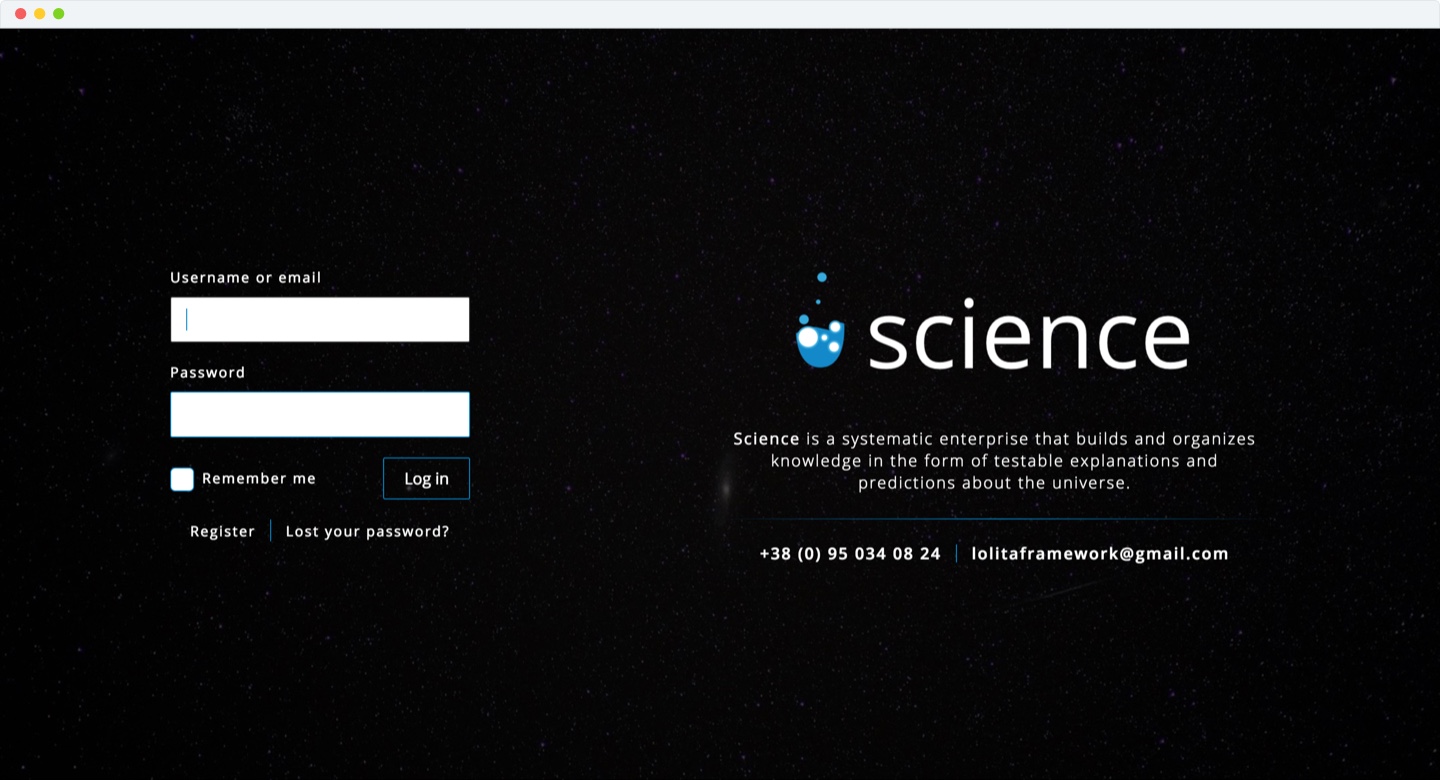 Username or email
Password
Remember me
Log in
Register
Lost your password?
science
Science is a systematic enterprise that builds and organizes
knowledge in the form of testable explanations and
predictions about the universe.
+38 (0) 95 034 08 24
lolitaframework@gmail.com